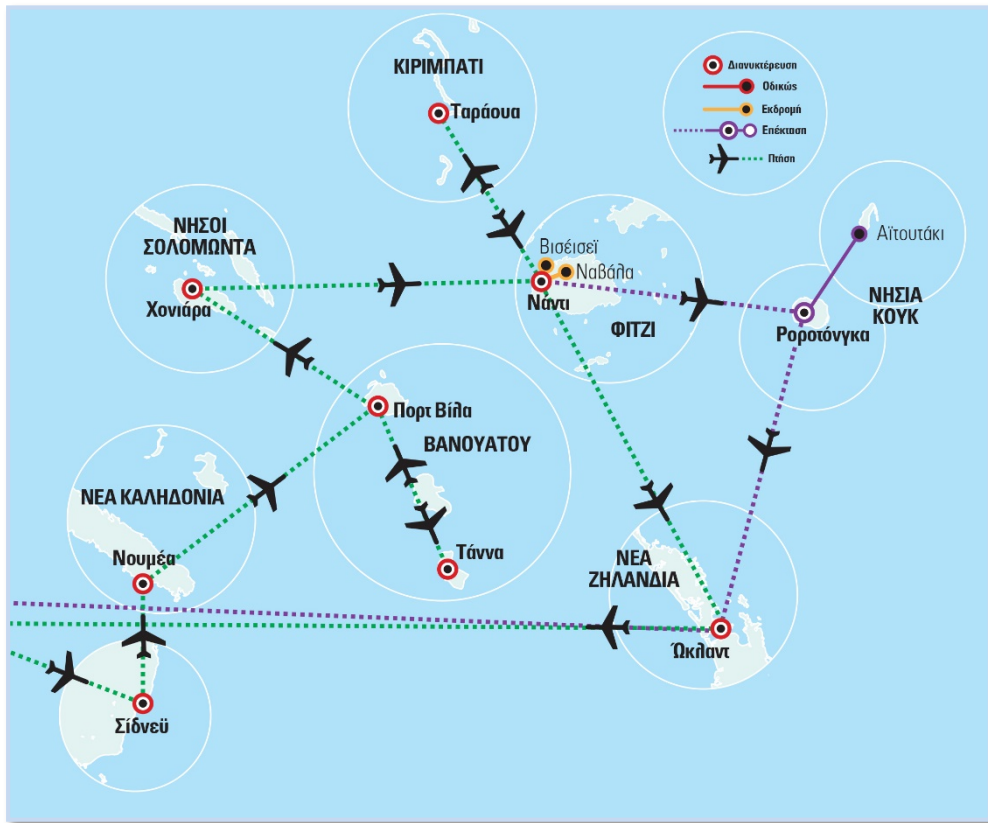 ΚΙΡΙΜΠΑΤΙ
Ταράουα
Διανυκτέρευση
Οδικώς
Εκδρομή
Επέκταση
Πτήση
ΝΗΣΟΙ
ΣΟΛΟΜΩΝΤΑ
Χονιάρα
Βισέισεϊ
Ναβάλα
Νάντι
ΦΙΤΖΙ
Αϊτουτάκι
ΝΗΣΙΑ
ΚΟΥΚ
Ροροτόνγκα
Πορτ Βίλα
ΒΑΝΟΥΑΤΟΥ
Τάννα
ΝΕΑ ΚΑΛΗΔΟΝΙΑ
Νουμέα
ΝΕΑ
ΖΗΛΑΝΔΙΑ
Ώκλαντ
Σίδνεϋ